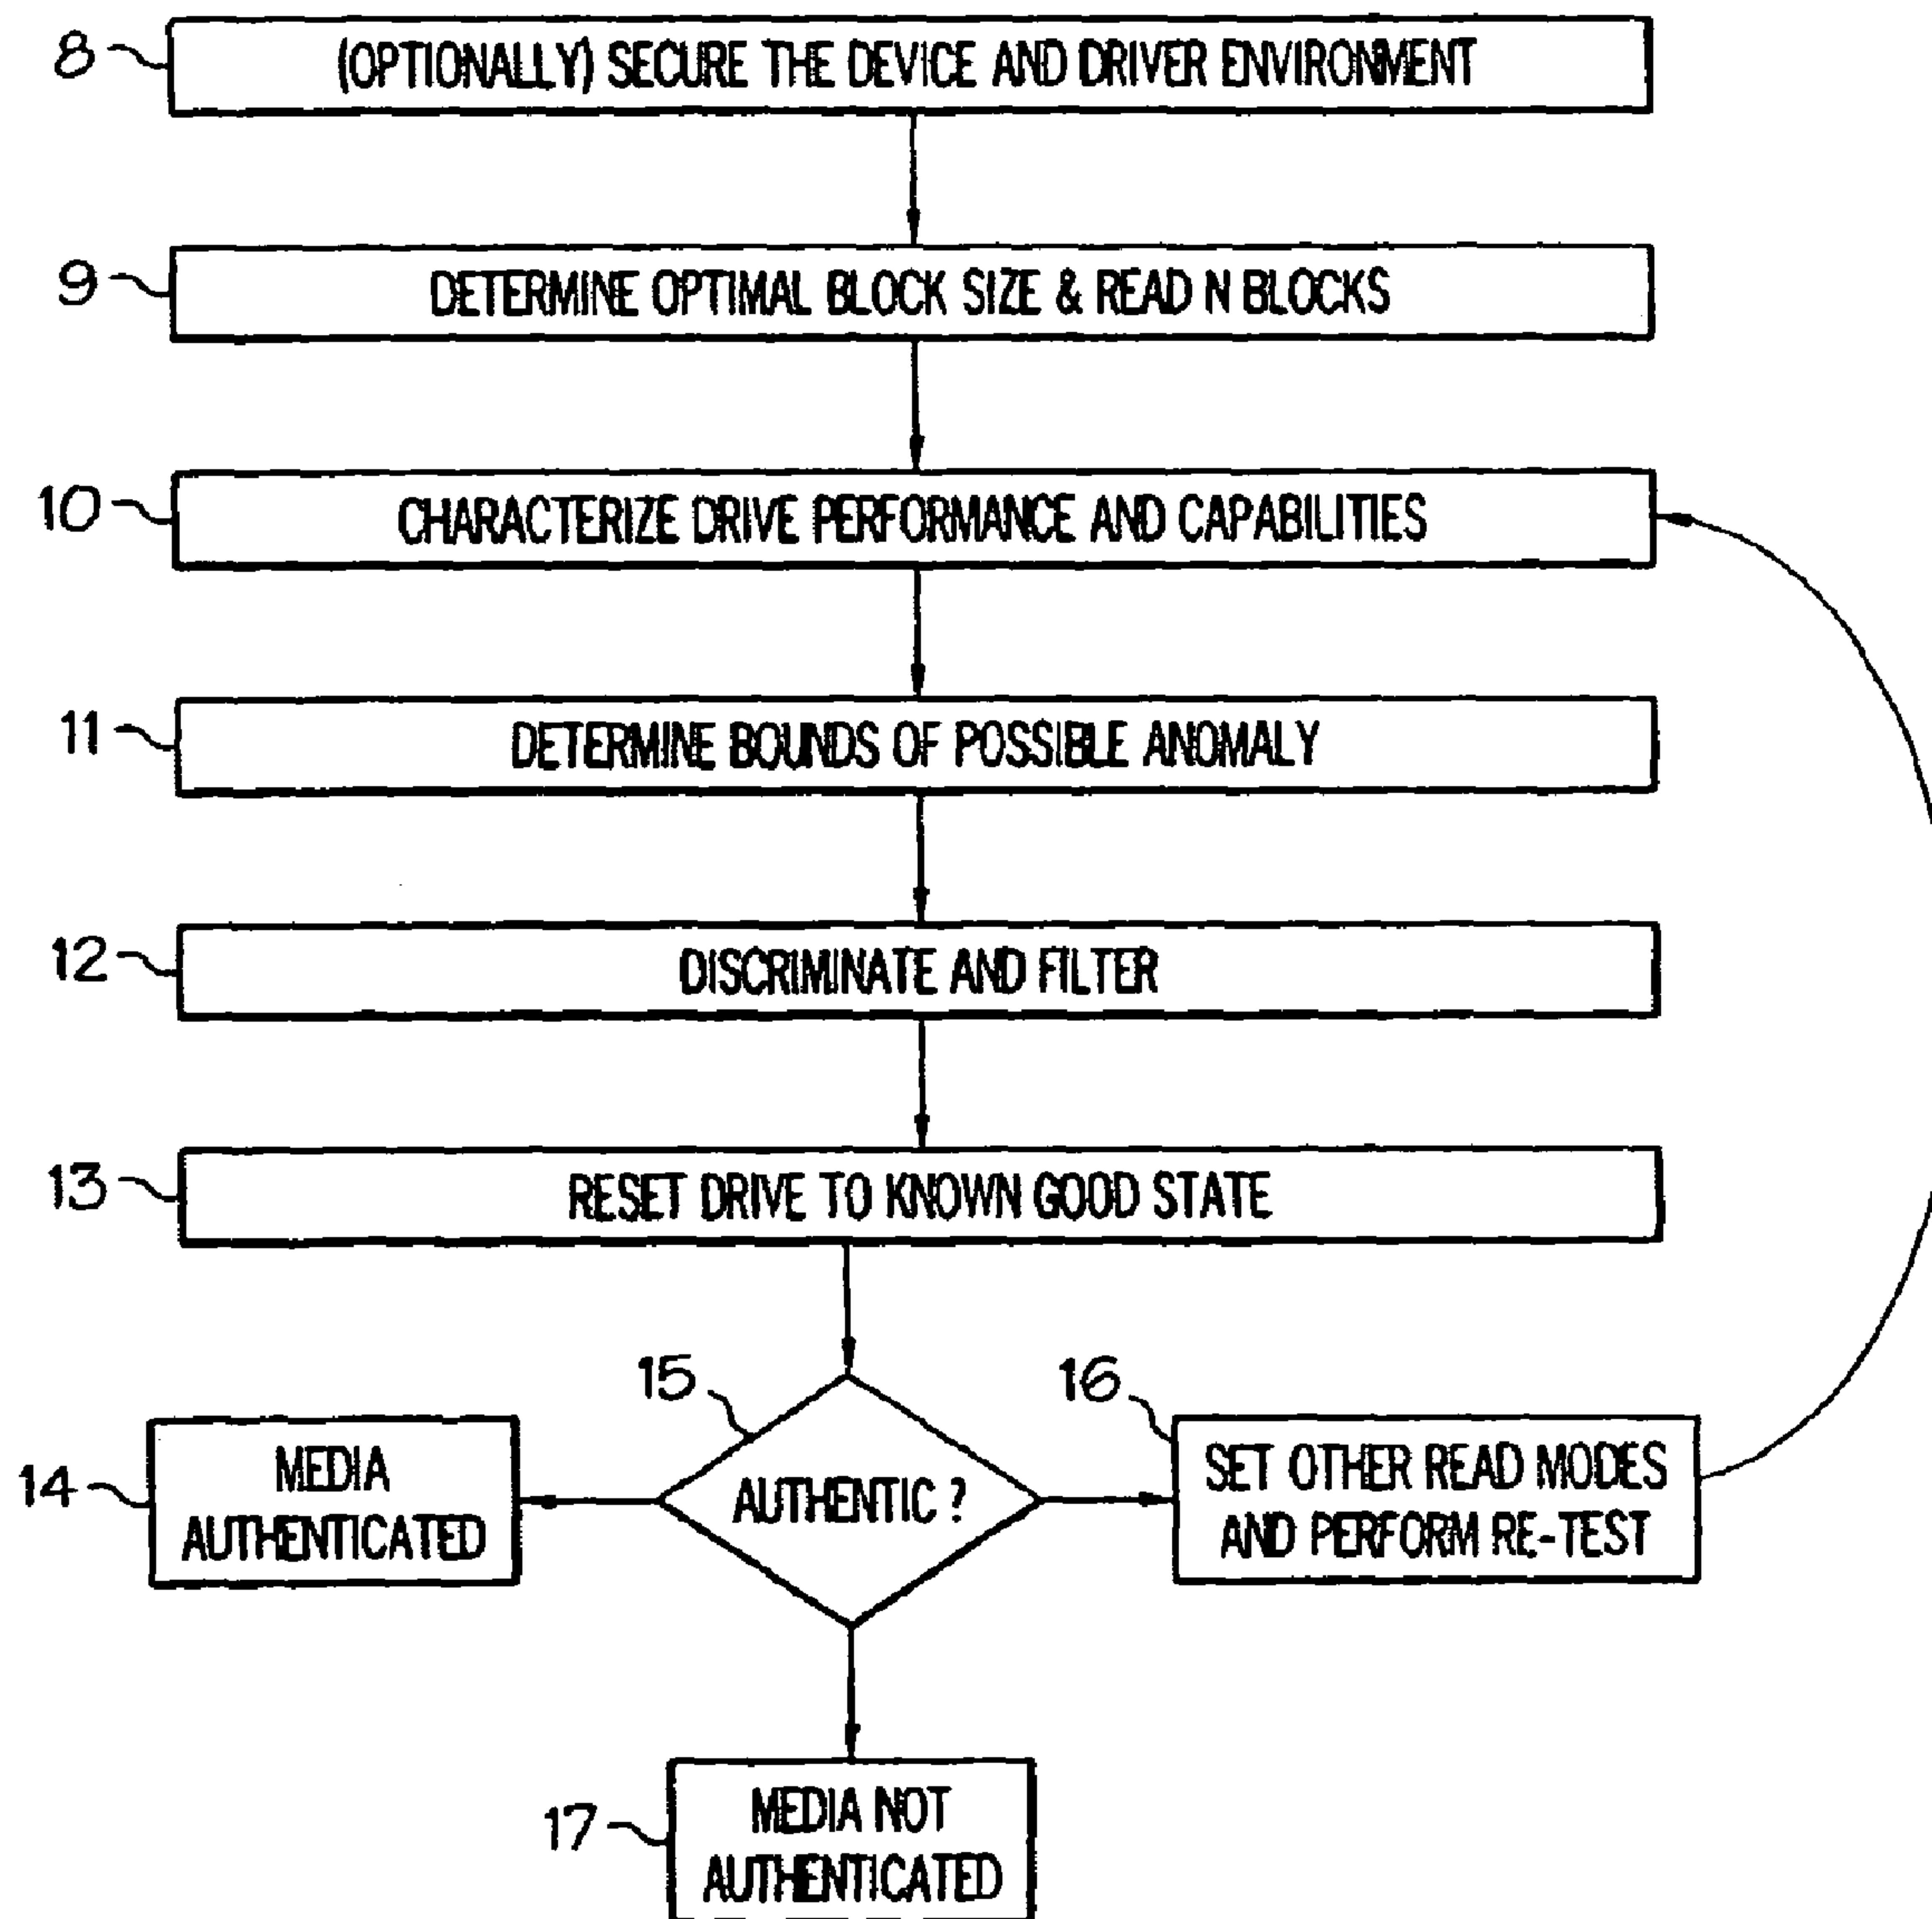 8
(OPTIONALLY) SECURE THE DEVICE AND DRIVER ENVIRONMENT
9
DETERMINE OPTIMAL BLOCK SIZE & READ N BLOCKS
10
CHARACTERIZE DRIVE PERFORMANCE AND CAPABILITIES
11
DETERMINE BOUNDS OF POSSIBLE ANOMALY
12
DISCRIMINATE AND FILTER
13
RESET DRIVE TO KNOWN GOOD STATE
14
MEDIA
AUTHENTICATED
15
AUTHENTIC ?
16
SET OTHER READ MODES
AND PERFORM RE-TEST
17
MEDIA NOT
AUTHENTICATED